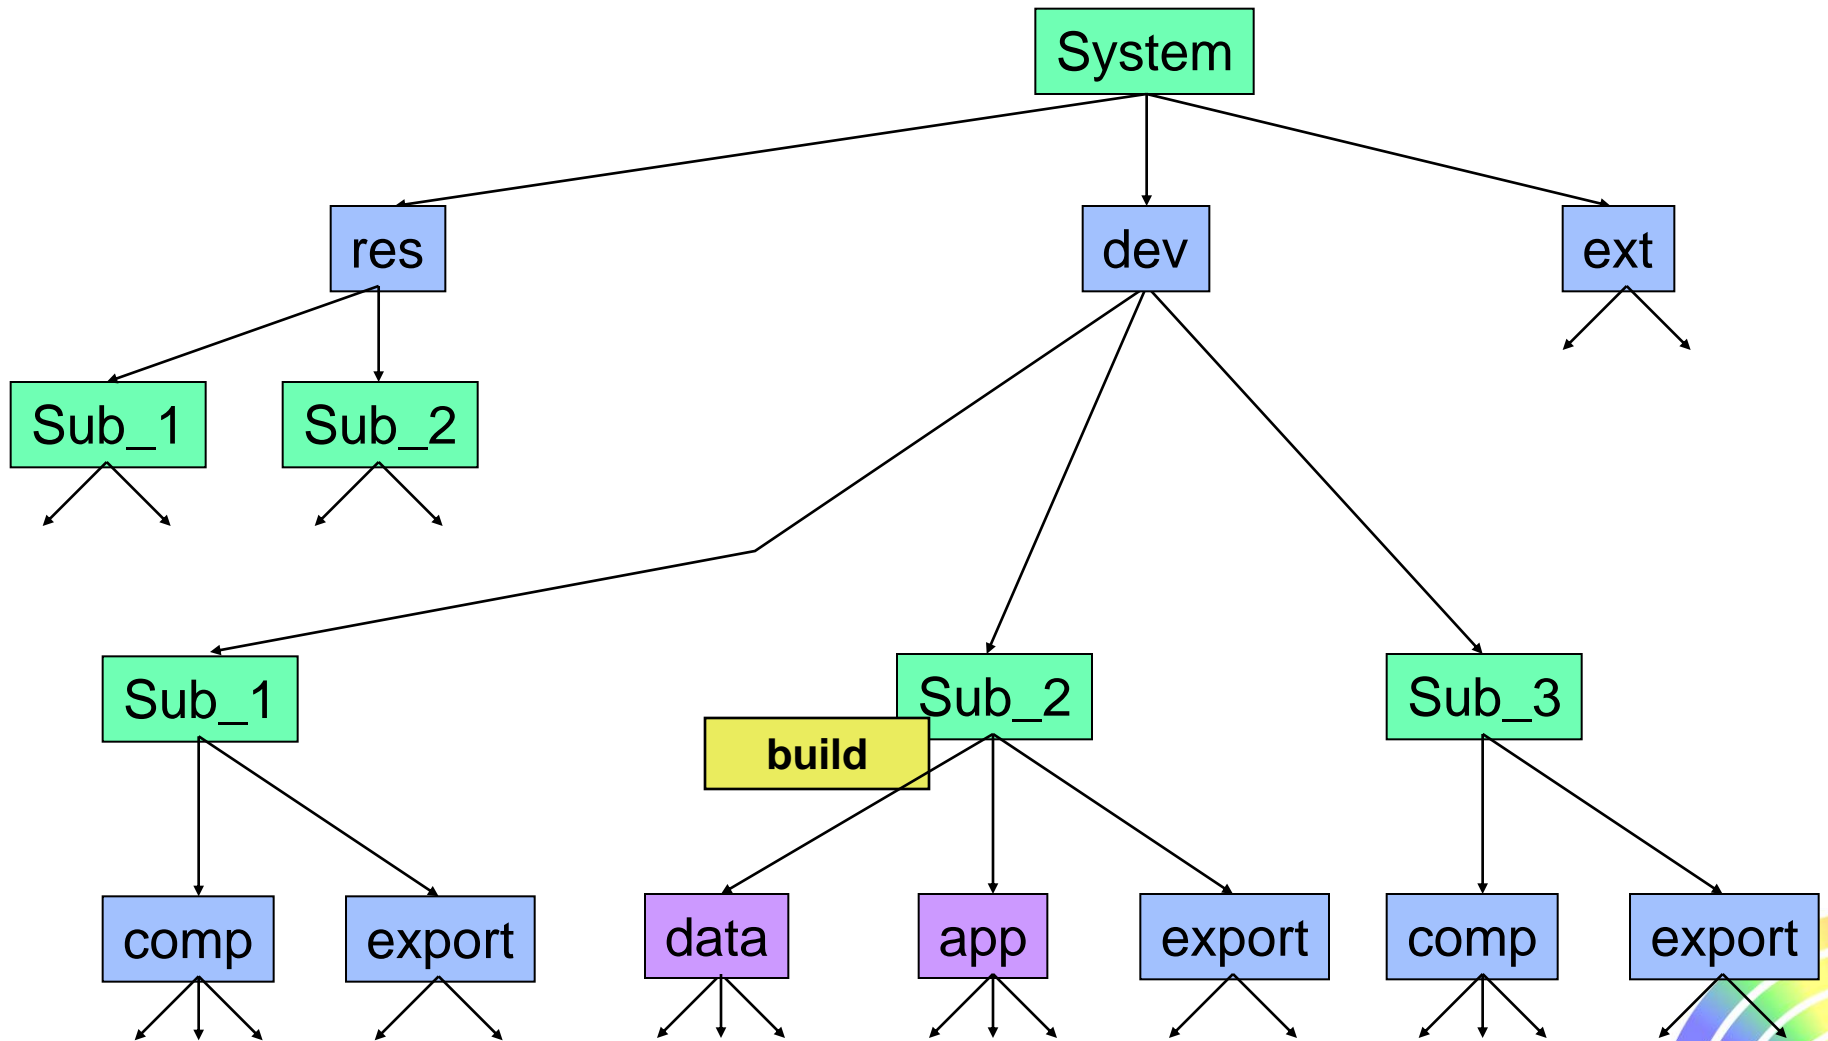 System
res
dev
ext
Sub_1
Sub_2
Sub_1
Sub_2
Sub_3
build
comp
export
data
app
export
comp
export